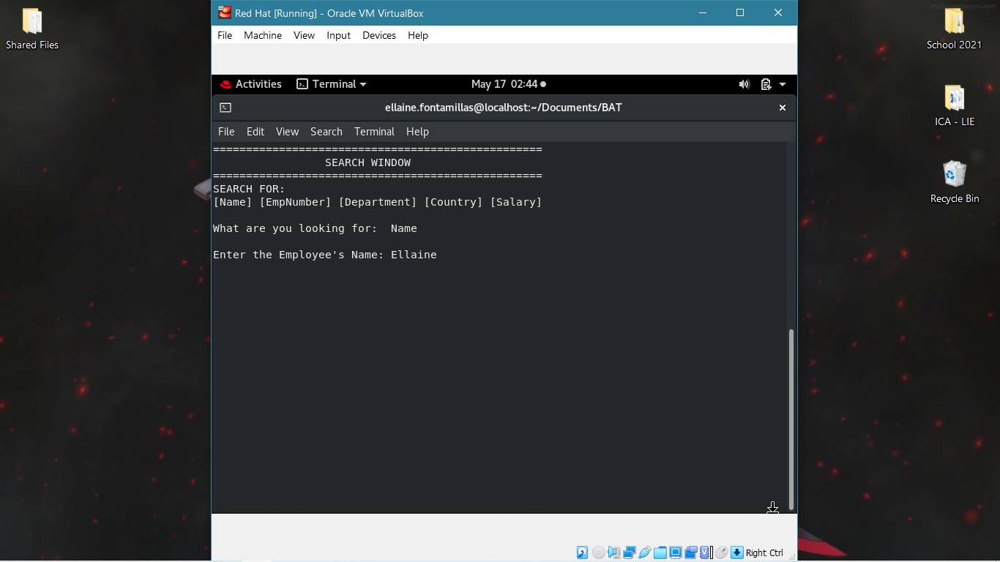 Red Hat [Running] - Oracle VM VirtualBox
File Machine View Input Devices Help
Activities Terminal May 17 02:44
ellaine.fontamillas@localhost:~/Documents/BAT
File Edit View Search Terminal Help
==================================================
SEARCH WINDOW
==================================================
SEARCH FOR:
[Name] [EmpNumber] [Department] [Country] [Salary]
What are you looking for: Name
Enter the Employee's Name: Ellaine
Right Ctrl
Shared Files
School 2021
ICA - LIE
Recycle Bin